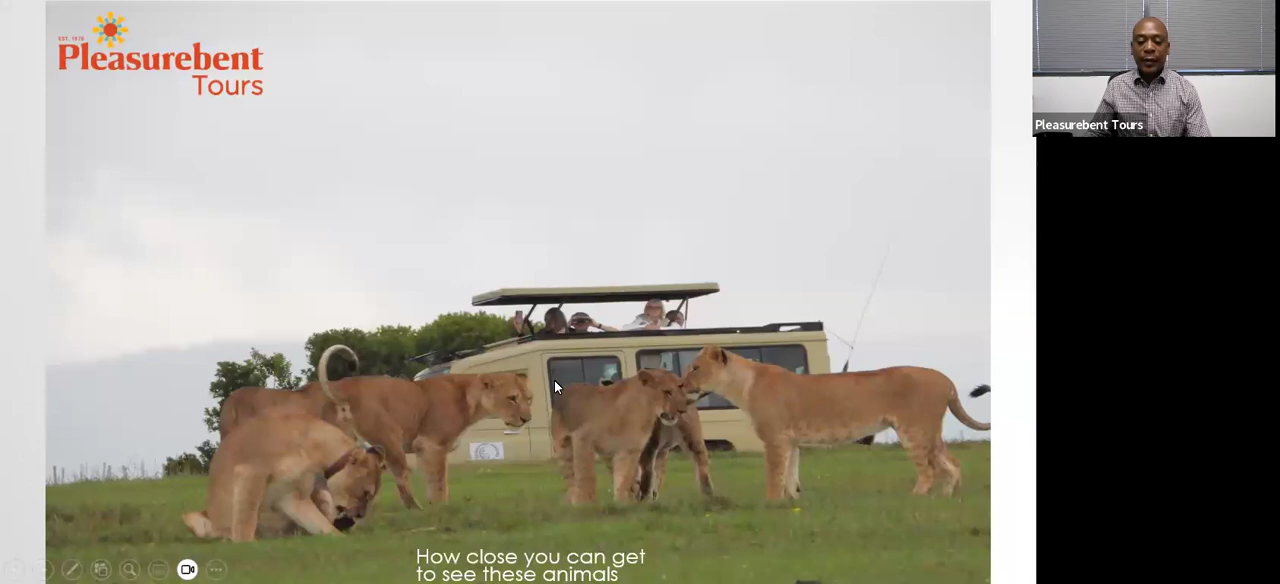 EST. 1978
Pleasurebent
Tours
Pleasurebent Tours
How close you can get
to see these animals